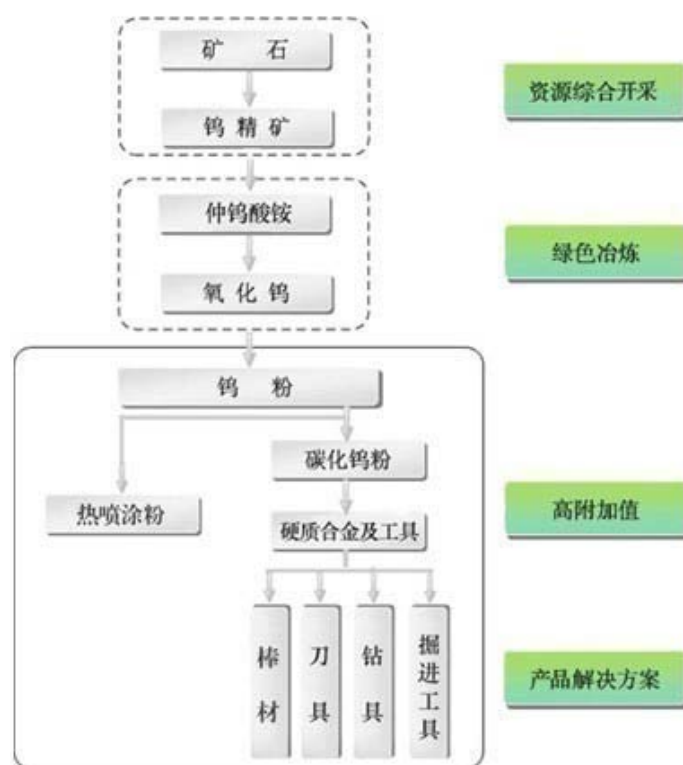 矿 石
资源综合开采
钨精矿
仲钨酸铵
绿色冶炼
氧化钨
钨 粉
碳化钨粉
热喷涂粉
高附加值
硬质合金及工具
棒材
刀具
钻具
掘进工具
产品解决方案